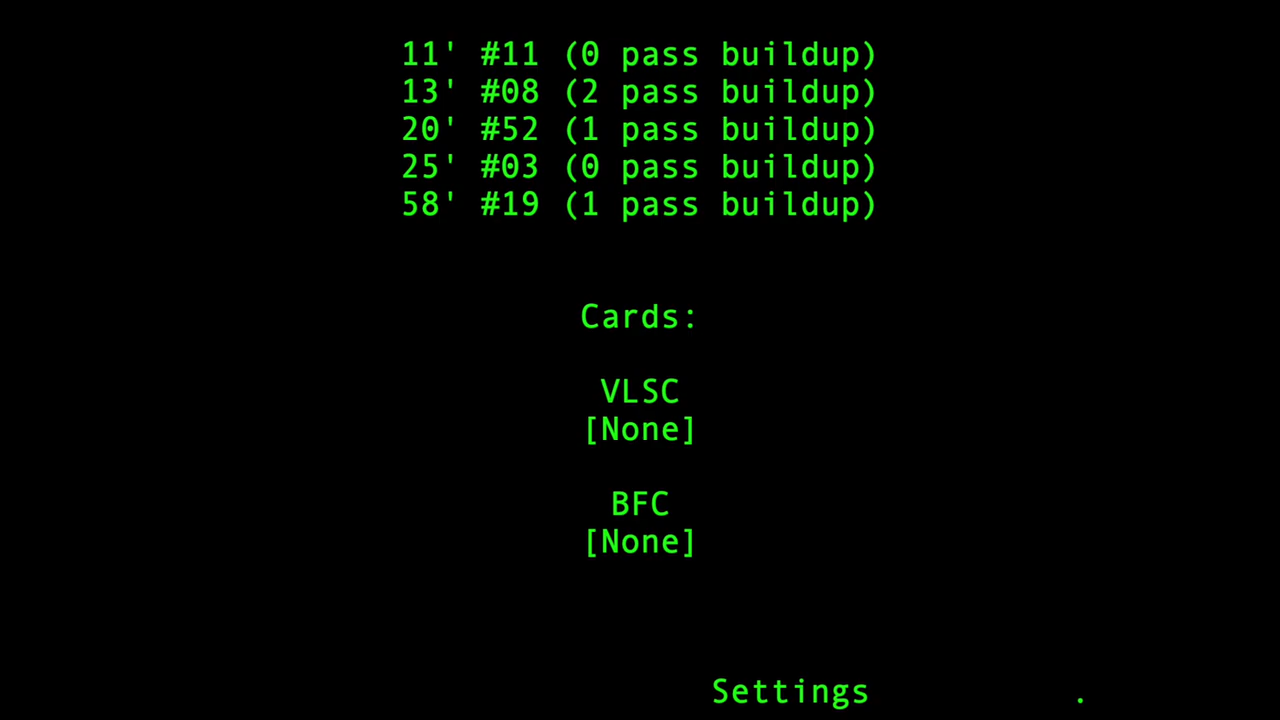 11' #11 (0 pass buildup)
13' #08 (2 pass buildup)
20' #52 (1 pass buildup)
25' #03 (0 pass buildup)
58' #19 (1 pass buildup)
Cards:
VLSC
[None]
BFC
[None]
Settings .